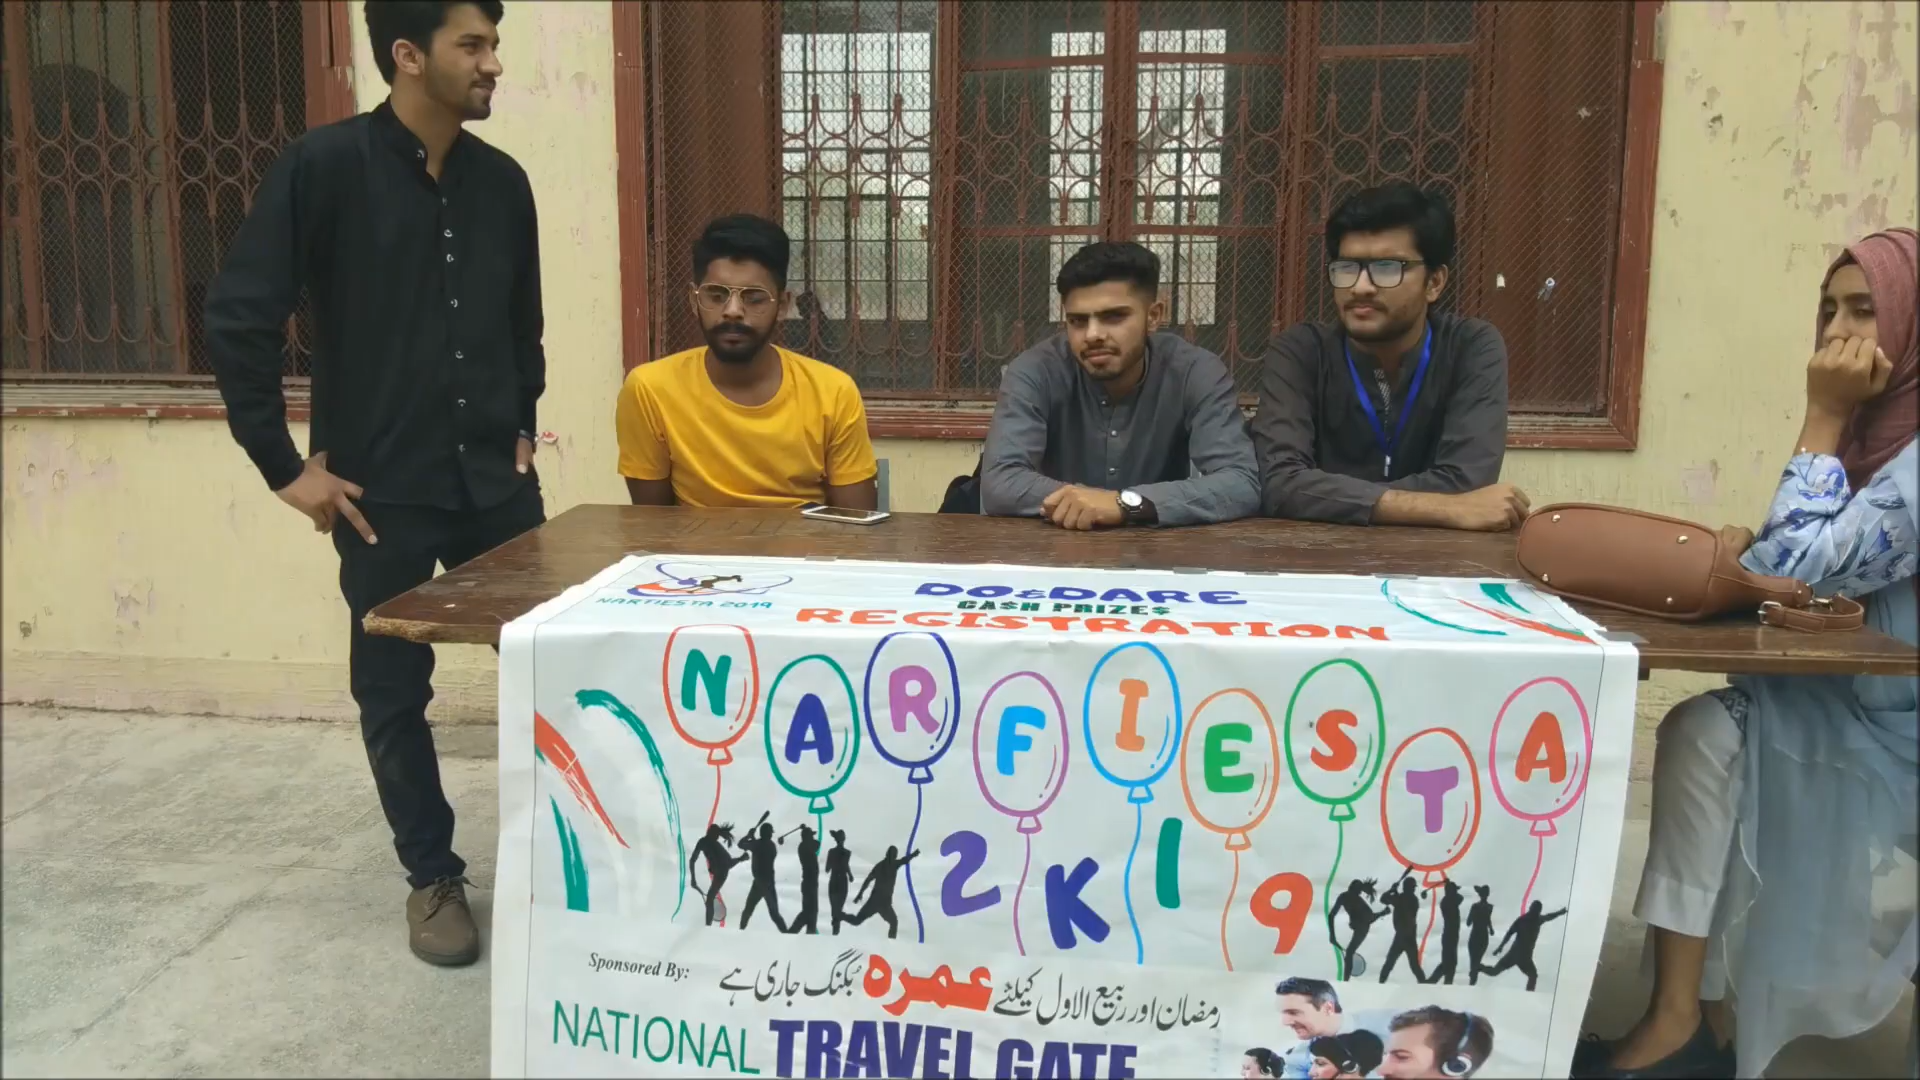 NARTIESTA 2019
DO & DARE
CA$H PRIZE$
REGISTRATION
NARFIESTA
2K19
Sponsored By:
رمضان اور ربیع الاول کیلئے عمرہ بکنگ جاری ہے
NATIONAL TRAVEL GATE